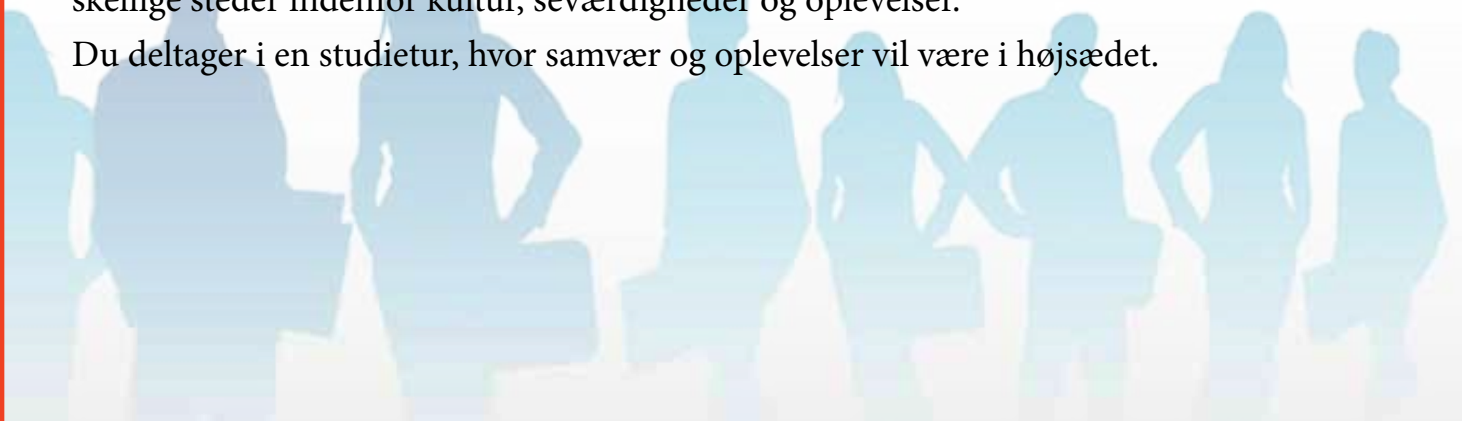 skellige steder indenfor kultur, seværdigheder og oplevelser.
Du deltager i en studietur, hvor samvær og oplevelser vil være i højsædet.